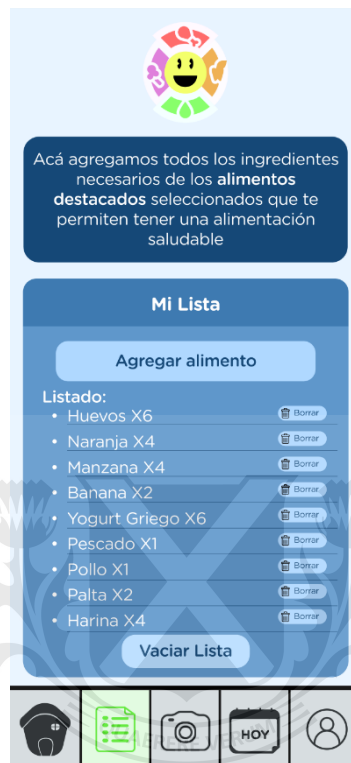 Acá agregamos todos los ingredientes
necesarios de los alimentos
destacados seleccionados que te
permiten tener una alimentación
saludable
Mi Lista
Agregar alimento
Listado:
• Huevos X6 Borrar
• Naranja X4 Borrar
• Manzana X4 Borrar
• Banana X2 Borrar
• Yogurt Griego X6 Borrar
• Pescado X1 Borrar
• Pollo X1 Borrar
• Palta X2 Borrar
• Harina X4 Borrar
Vaciar Lista
HOY